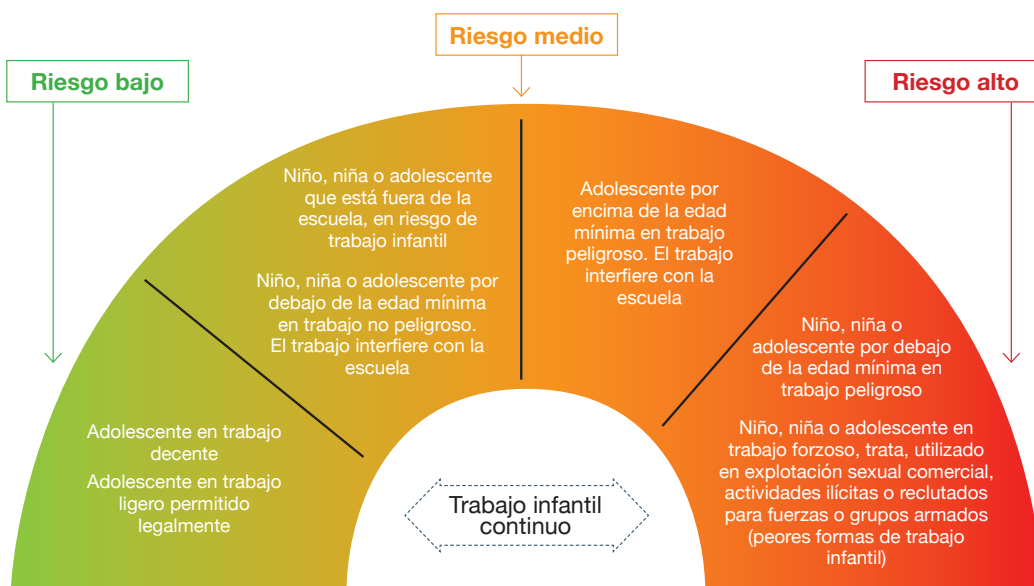 Riesgo medio
Riesgo bajo
Riesgo alto
Niño, niña o adolescente
que está fuera de la
escuela, en riesgo de
trabajo infantil
Niño, niña o adolescente por
debajo de la edad mínima
en trabajo no peligroso.
El trabajo interfiere con la
escuela
Adolescente por
encima de la edad
mínima en trabajo
peligroso. El trabajo
interfiere con la
escuela
Adolescente en trabajo
decente
Adolescente en trabajo
ligero permitido
legalmente
Niño, niña o
adolescente por debajo
de la edad mínima en
trabajo peligroso
Niño, niña o adolescente en
trabajo forzoso, trata, utilizado
en explotación sexual comercial,
actividades ilícitas o reclutados
para fuerzas o grupos armados
(peores formas de trabajo
infantil)
Trabajo infantil
continuo